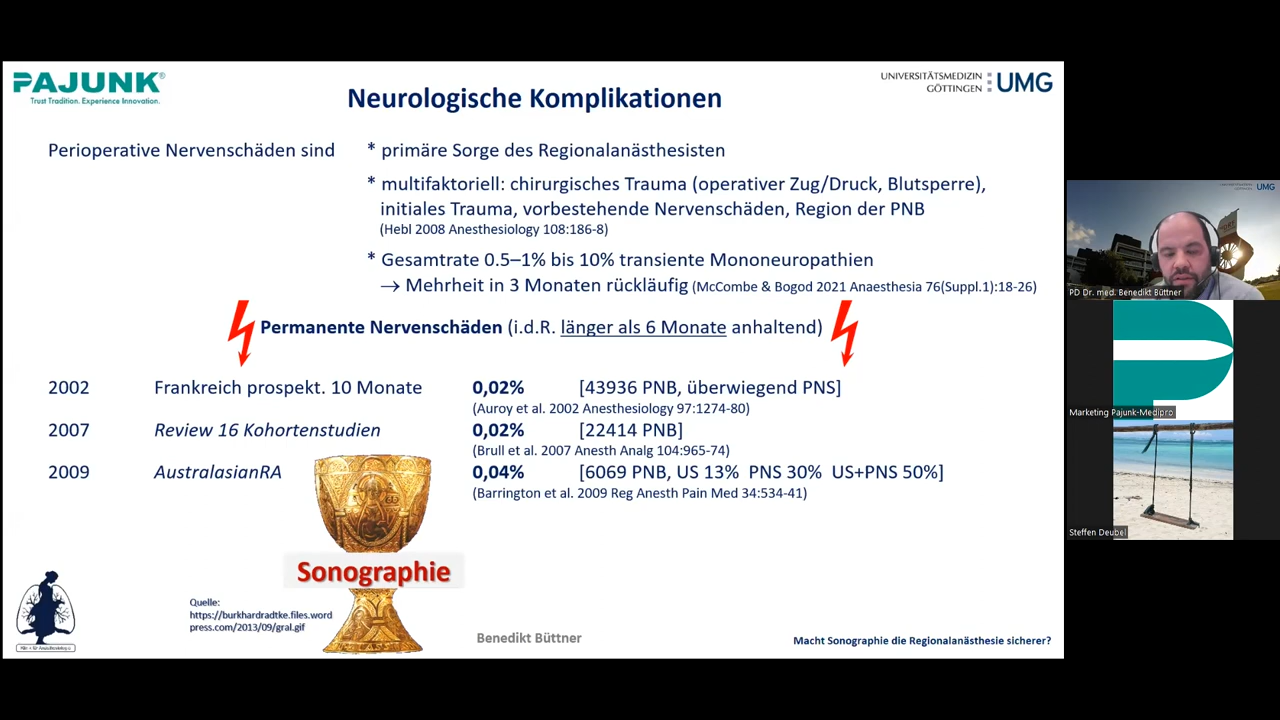 PAJUNK®
Trust Tradition. Experience Innovation.
Neurologische Komplikationen
UNIVERSITÄTSMEDIZIN
GÖTTINGEN
UMG
Perioperative Nervenschäden sind
* primäre Sorge des Regionalanästhesisten
* multifaktoriell: chirurgisches Trauma (operativer Zug/Druck, Blutsperre),
initiales Trauma, vorbestehende Nervenschäden, Region der PNB
(Hebl 2008 Anesthesiology 108:186-8)
* Gesamtrate 0.5–1% bis 10% transiente Mononeuropathien
→ Mehrheit in 3 Monaten rückläufig (McCombe & Bogod 2021 Anaesthesia 76(Suppl.1):18-26)
Permanente Nervenschäden (i.d.R. länger als 6 Monate anhaltend)
2002 Frankreich prospekt. 10 Monate 0,02% [43936 PNB, überwiegend PNS]
(Auroy et al. 2002 Anesthesiology 97:1274-80)
2007 Review 16 Kohortenstudien 0,02% [22414 PNB]
(Brull et al. 2007 Anesth Analg 104:965-74)
2009 AustralasianRA 0,04% [6069 PNB, US 13% PNS 30% US+PNS 50%]
(Barrington et al. 2009 Reg Anesth Pain Med 34:534-41)
Sonographie
Quelle:
https://burkhardradtke.files.word
press.com/2013/09/gral.gif
Benedikt Büttner
Macht Sonographie die Regionalanästhesie sicherer?
UMG
PD Dr. med. Benedikt Büttner
Marketing Pajunk-Medipro
Steffen Deubel